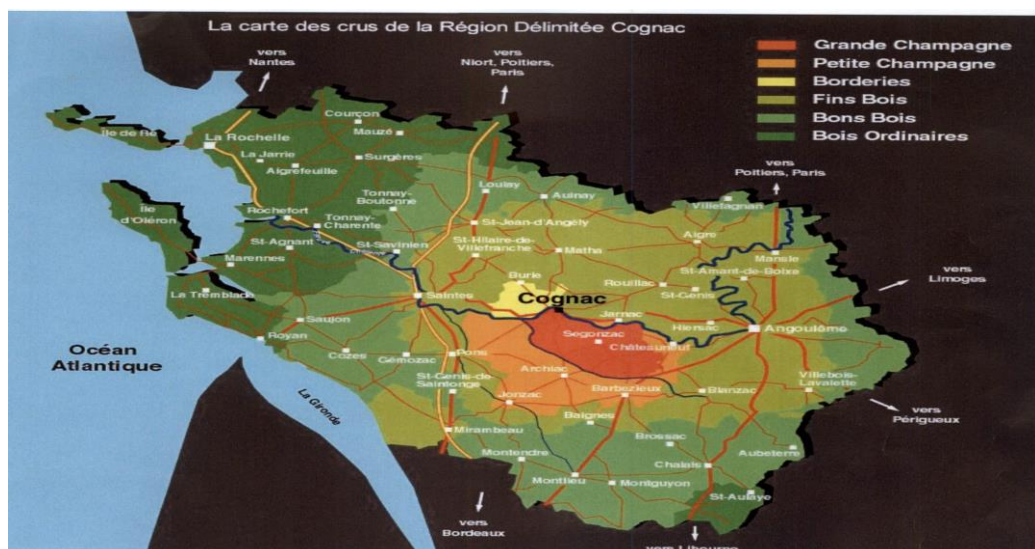 La carte des crus de la Région Délimitée Cognac
vers
Nantes
vers
Niort, Poitiers,
Paris
Grande Champagne
Petite Champagne
Borderies
Fins Bois
Bons Bois
Bois Ordinaires
vers
Poitiers, Paris
vers
Limoges
vers
Périgueux
vers
Bordeaux
vers Libourne
Océan
Atlantique
La Gironde
Ile de Ré
La Rochelle
Courçon
Mauzé
La Jarrie
Aigrefeuille
Surgères
Ile
d'Oléron
Rochefort
Tonnay-
Charente
Tonnay-
Boutonne
Loulay
Aulnay
Villefagnan
St-Jean-d'Angély
St-Hilaire-de-
Villefranche
Matha
Aigre
Mansle
St-Agnant
St-Savinien
Marennes
La Tremblade
Burie
Rouillac
St-Amant-de-Boixe
St-Genis
Saintes
Cognac
Jarnac
Hiersac
Angoulême
Saujon
Royan
Segonzac
Châteauneuf
Cozes
Gémozac
Pons
Archiac
St-Genis-de-
Saintonge
Jonzac
Barbezieux
Blanzac
Villebois-
Lavalette
Mirambeau
Baignes
Montendre
Brossac
Aubeterre
Chalais
Montlieu
Montguyon
St-Aulaye